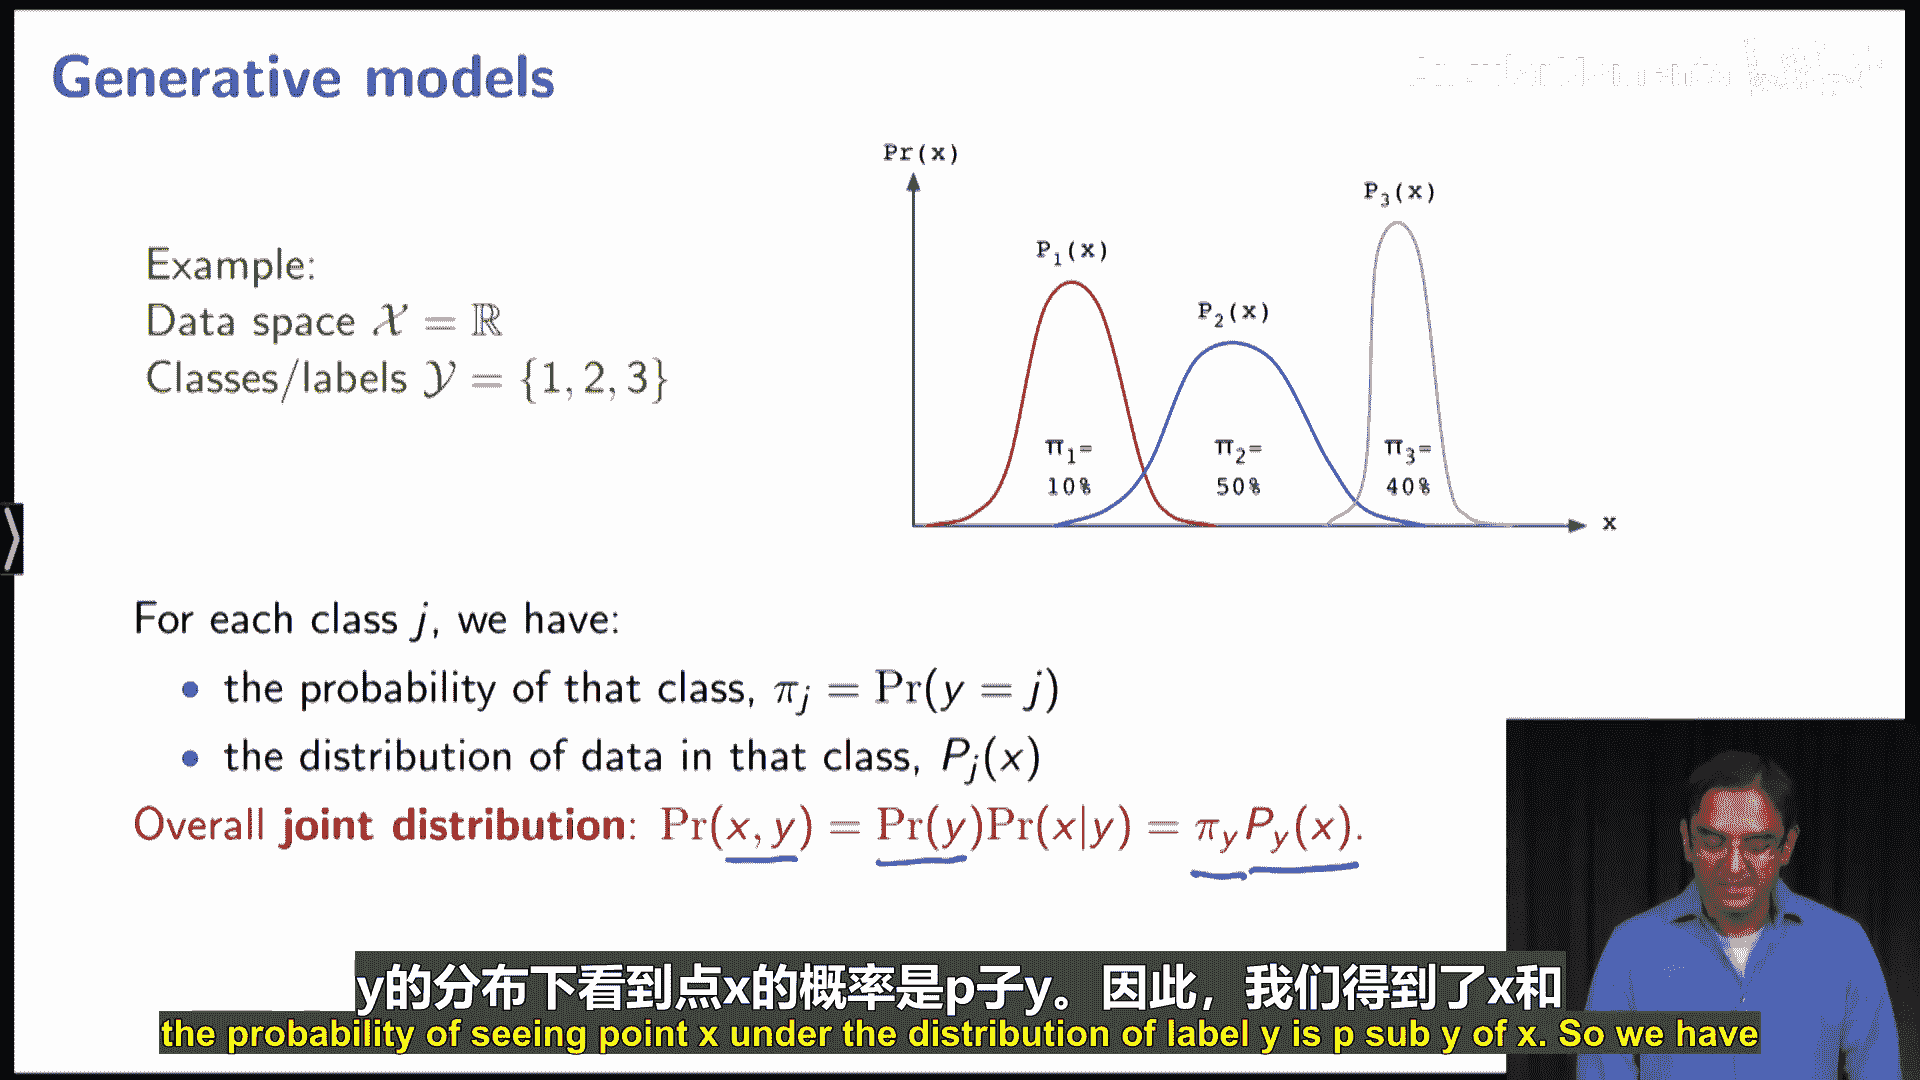 Generative models
Pr(x)
P₃(x)
P₁(x)
P₂(x)
Example:
Data space 𝒳 = ℝ
Classes/labels 𝒴 = {1, 2, 3}
π₁= π₂= π₃=
10% 50% 40%
x
For each class j, we have:
• the probability of that class, πⱼ = Pr(y = j)
• the distribution of data in that class, Pⱼ(x)
Overall joint distribution: Pr(x, y) = Pr(y)Pr(x|y) = π_y P_y(x).
y的分布下看到点x的概率是p子y。因此，我们得到了x和
the probability of seeing point x under the distribution of label y is p sub y of x. So we have